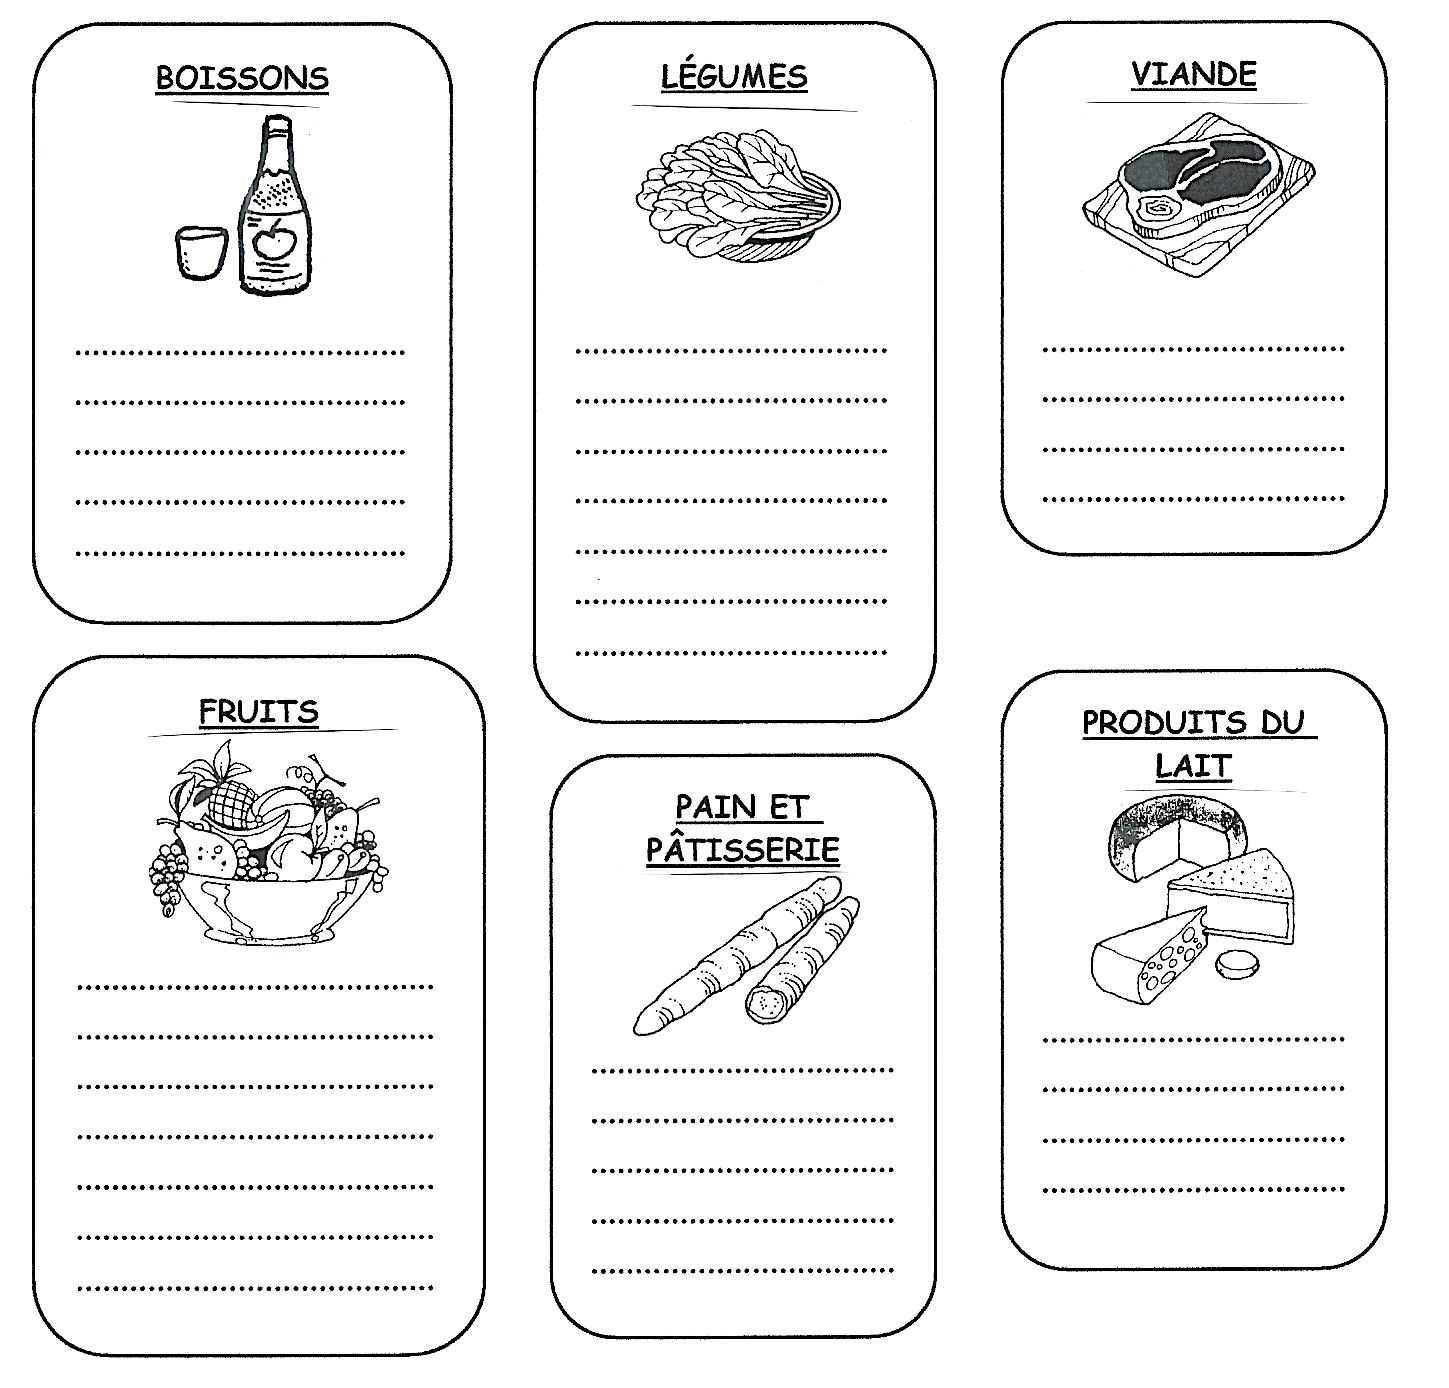 BOISSONS
LÉGUMES
VIANDE
FRUITS
PAIN ET
PÂTISSERIE
PRODUITS DU
LAIT